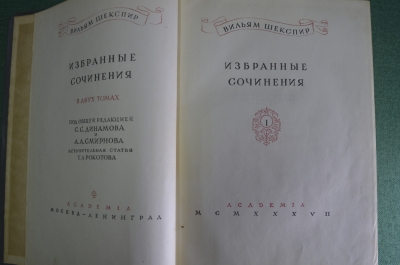 ВИЛЬЯМ ШЕКСПИР
ИЗБРАННЫЕ
СОЧИНЕНИЯ
В ДВУХ ТОМАХ
ПОД ОБЩЕЙ РЕДАКЦИЕЙ
С.С.ДИНАМОВА
И
А.А.СМИРНОВА
ВСТУПИТЕЛЬНАЯ СТАТЬЯ
Т.А.РОКОТОВА
ACADEMIA
МОСКВА–ЛЕНИНГРАД
ВИЛЬЯМ ШЕКСПИР
ИЗБРАННЫЕ
СОЧИНЕНИЯ
I
ACADEMIA
MCMXXXVII